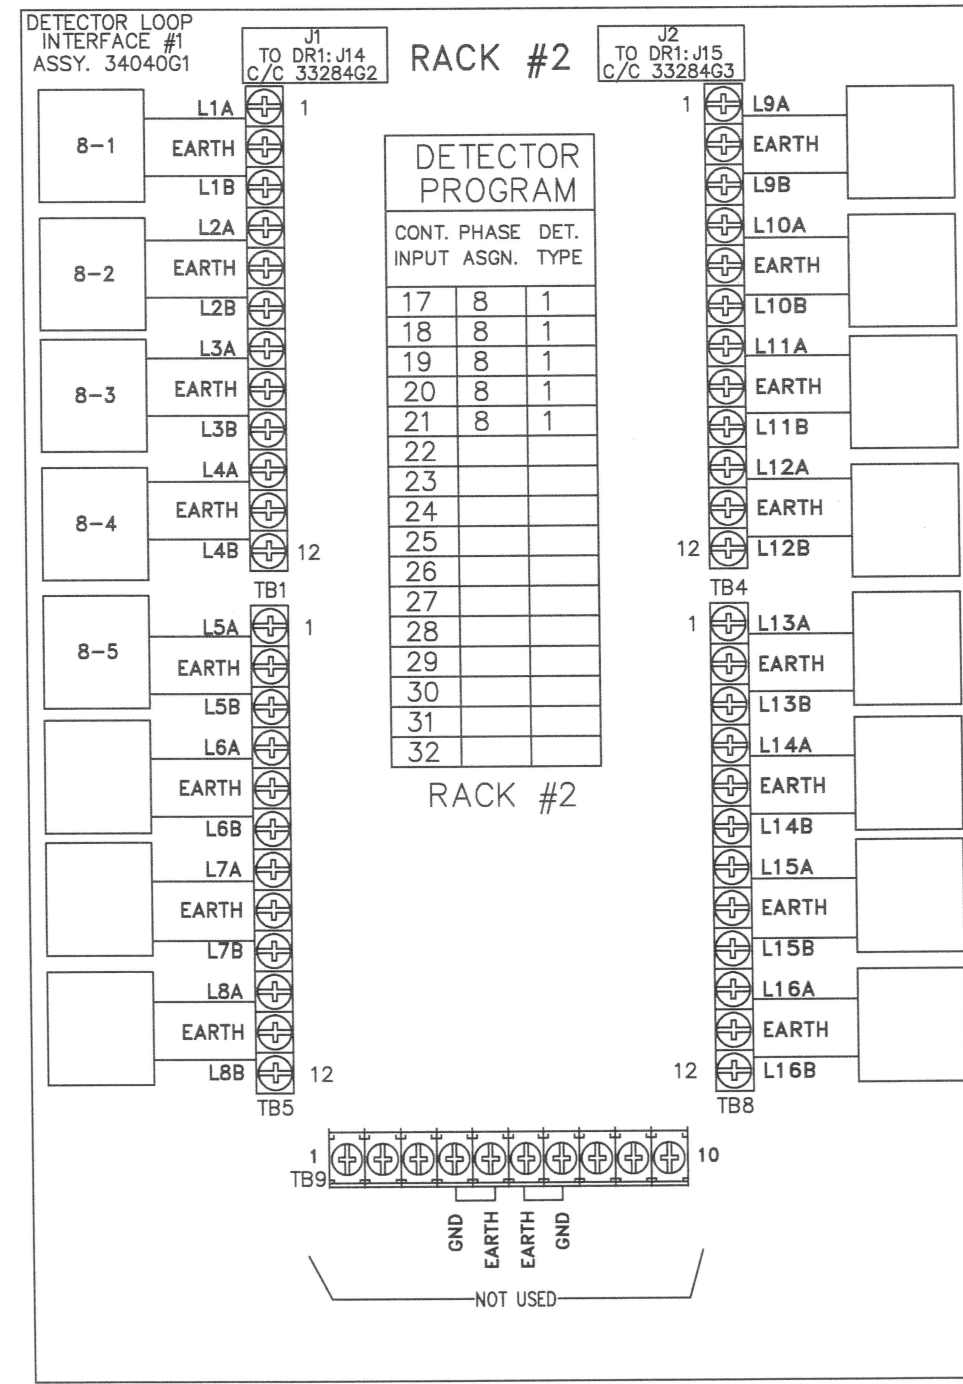 DETECTOR LOOP
INTERFACE #1
ASSY. 34040G1
J1
TO DR1:J14
C/C 33284G2
RACK #2
J2
TO DR1:J15
C/C 33284G3
8-1
L1A
EARTH
L1B
1
8-2
L2A
EARTH
L2B
8-3
L3A
EARTH
L3B
8-4
L4A
EARTH
L4B
12
TB1
8-5
L5A
EARTH
L5B
1
L6A
EARTH
L6B
L7A
EARTH
L7B
L8A
EARTH
L8B
12
TB5
DETECTOR
PROGRAM
CONT. PHASE DET.
INPUT ASGN. TYPE
17 8 1
18 8 1
19 8 1
20 8 1
21 8 1
22
23
24
25
26
27
28
29
30
31
32
RACK #2
1
L9A
EARTH
L9B
L10A
EARTH
L10B
L11A
EARTH
L11B
L12A
EARTH
12
L12B
TB4
1
L13A
EARTH
L13B
L14A
EARTH
L14B
L15A
EARTH
L15B
L16A
EARTH
12
L16B
TB8
1
TB9
10
GND
EARTH
EARTH
GND
NOT USED